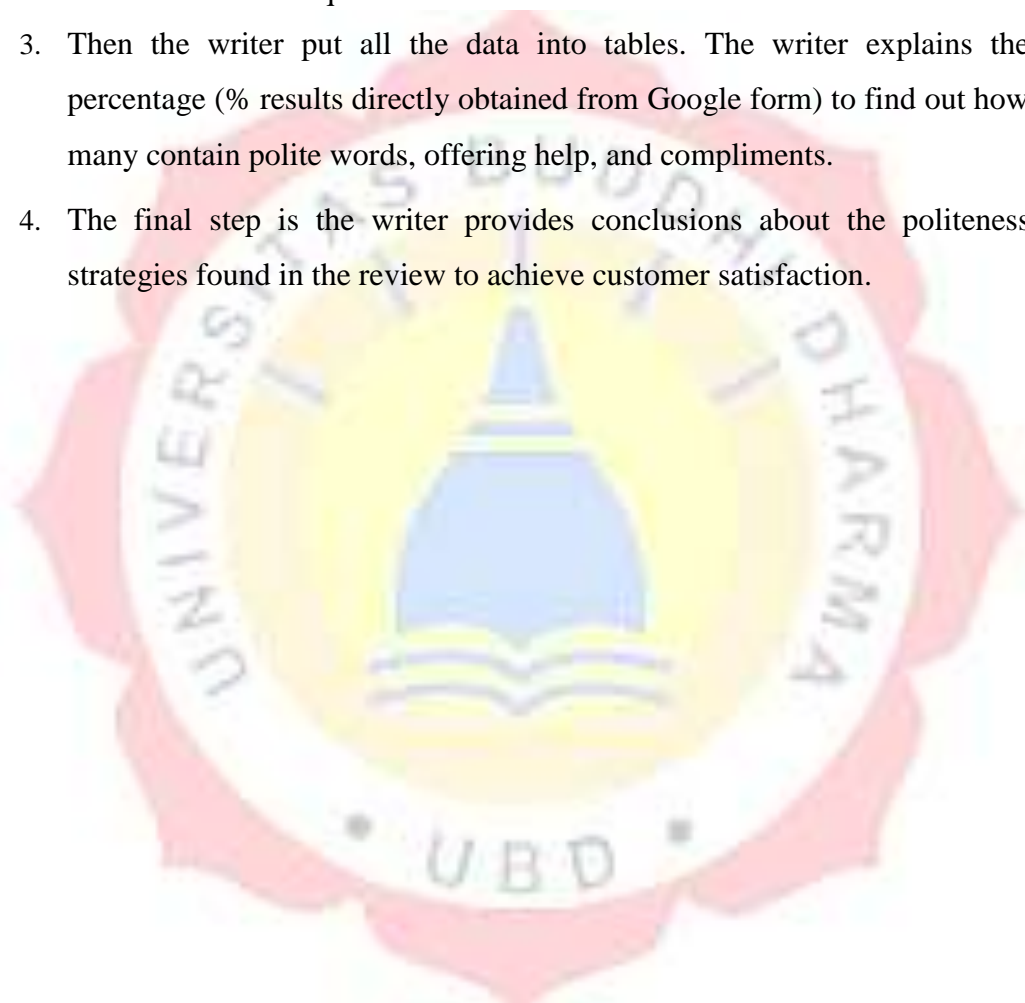 3. Then the writer put all the data into tables. The writer explains the
percentage (% results directly obtained from Google form) to find out how
many contain polite words, offering help, and compliments.
4. The final step is the writer provides conclusions about the politeness
strategies found in the review to achieve customer satisfaction.
UNIVERSITAS BUDDHI DHARMA
• UBD •